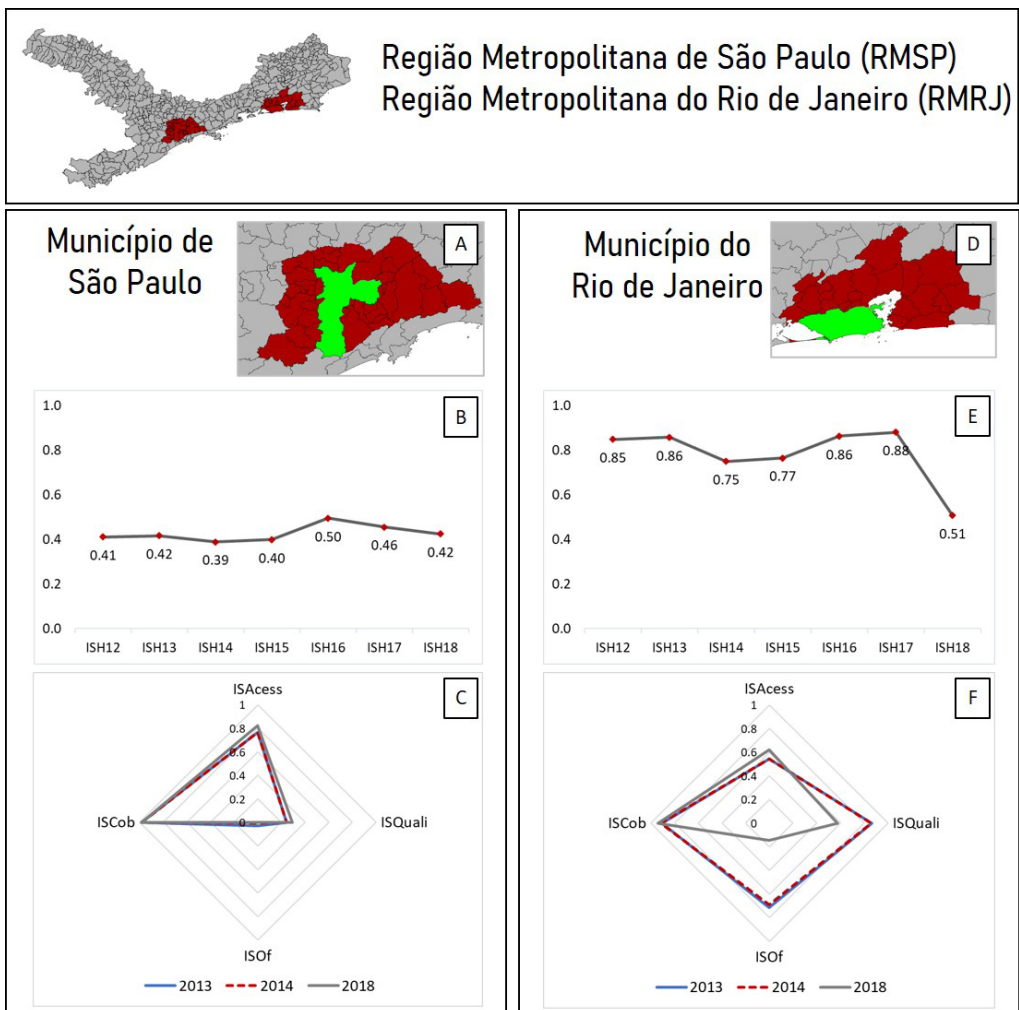 Região Metropolitana de São Paulo (RMSP)
Região Metropolitana do Rio de Janeiro (RMRJ)
Município de
São Paulo
A
B
1.0
0.8
0.6
0.4
0.2
0.0
0.41
0.42
0.39
0.40
0.50
0.46
0.42
ISH12 ISH13 ISH14 ISH15 ISH16 ISH17 ISH18
C
ISAcess
1
0.8
0.6
0.4
0.2
0
ISCob
ISQuali
ISOf
2013 2014 2018
Município do
Rio de Janeiro
D
E
1.0
0.8
0.6
0.4
0.2
0.0
0.85
0.86
0.75
0.77
0.86
0.88
0.51
ISH12 ISH13 ISH14 ISH15 ISH16 ISH17 ISH18
F
ISAcess
1
0.8
0.6
0.4
0.2
0
ISCob
ISQuali
ISOf
2013 2014 2018